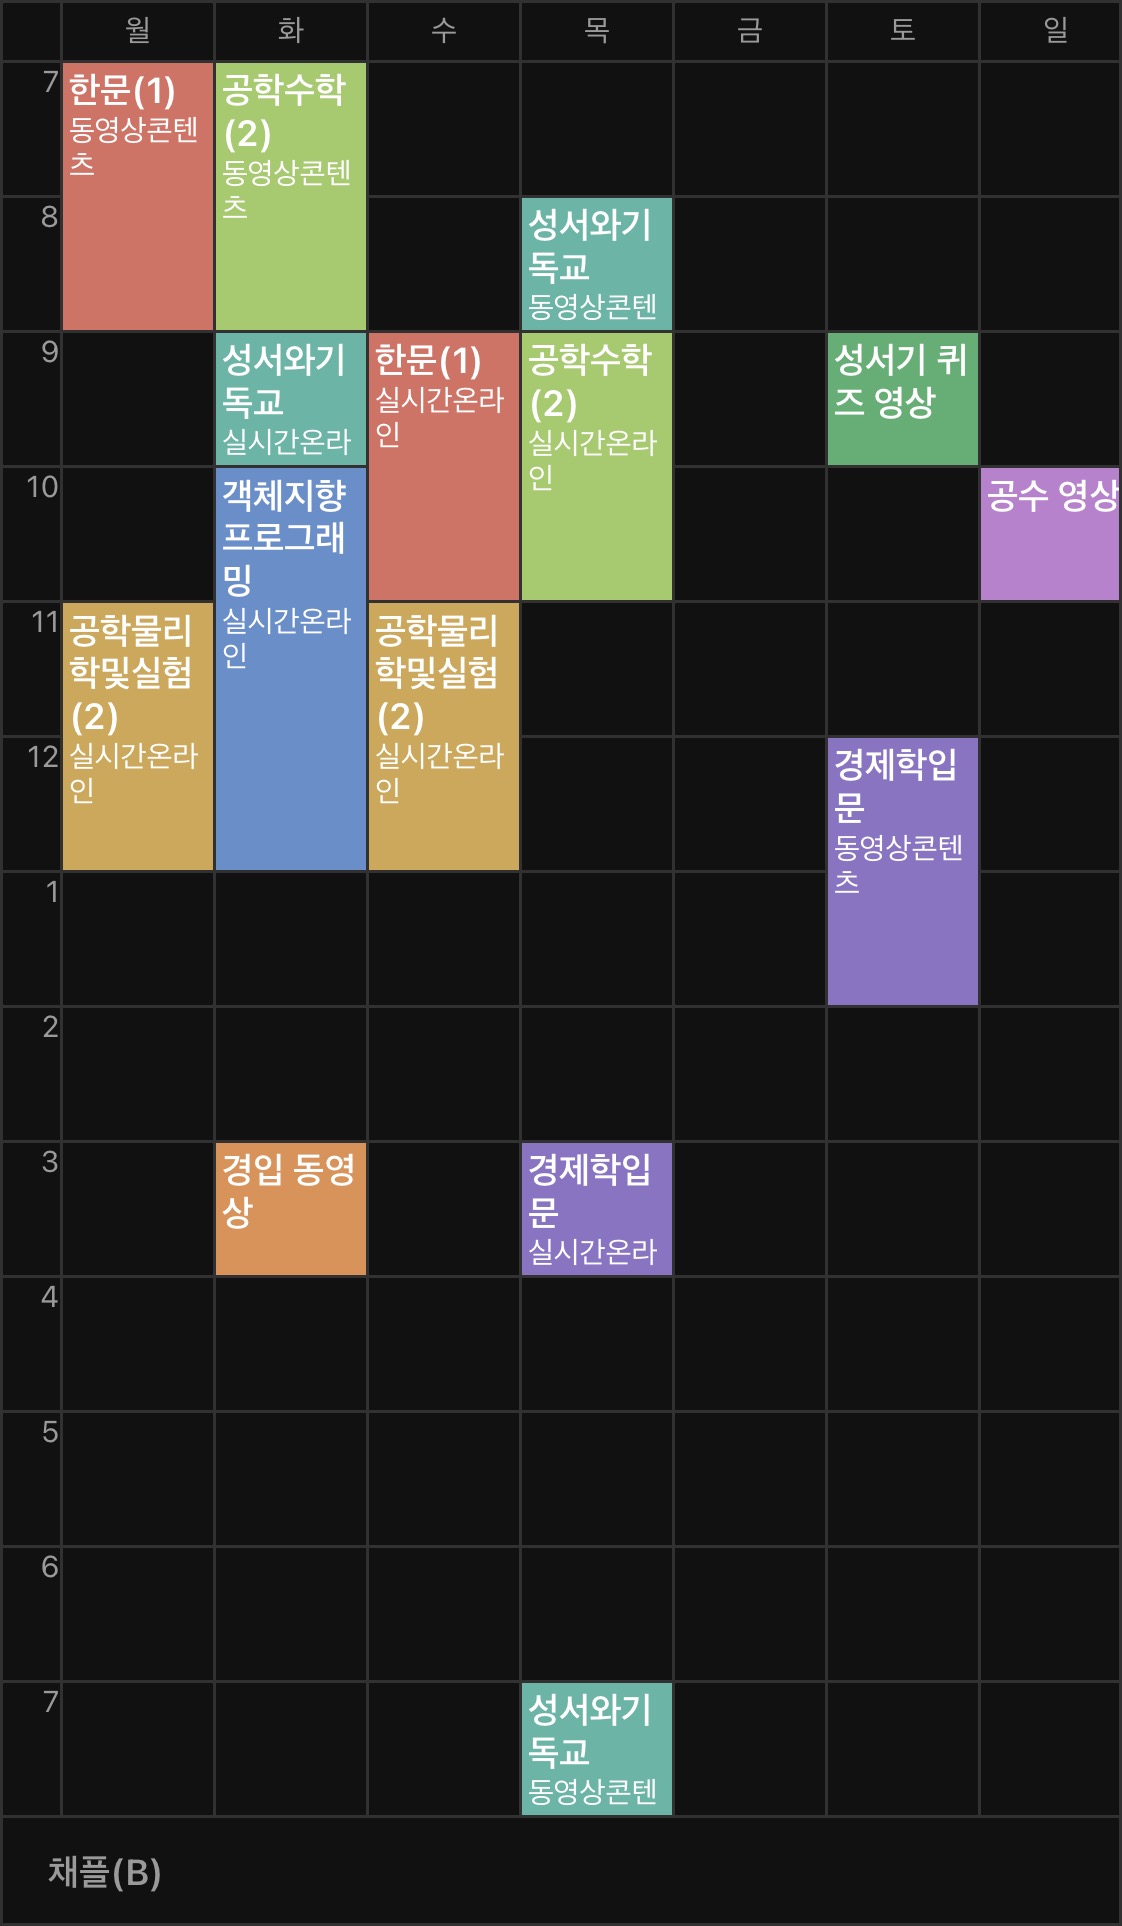 월 화 수 목 금 토 일
7
한문(1)
동영상콘텐
츠
공학수학
(2)
동영상콘텐
츠
8
성서와기
독교
동영상콘텐
9
성서와기
독교
실시간온라
한문(1)
실시간온라
인
공학수학
(2)
실시간온라
인
성서기 퀴
즈 영상
10
객체지향
프로그래
밍
실시간온라
인
공수 영상
11
공학물리
학및실험
(2)
실시간온라
인
공학물리
학및실험
(2)
실시간온라
인
12
경제학입
문
동영상콘텐
츠
1
2
3
경입 동영
상
경제학입
문
실시간온라
4
5
6
7
성서와기
독교
동영상콘텐
채플(B)